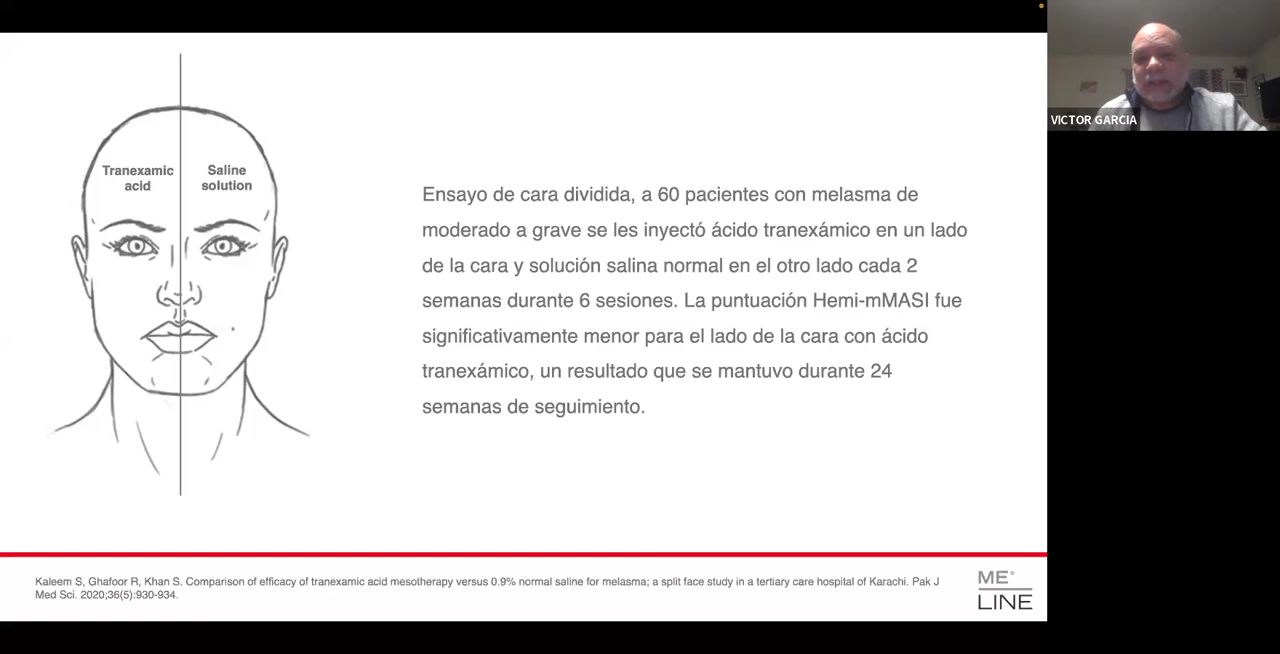 VICTOR GARCIA
Tranexamic
acid
Saline
solution
Ensayo de cara dividida, a 60 pacientes con melasma de
moderado a grave se les inyectó ácido tranexámico en un lado
de la cara y solución salina normal en el otro lado cada 2
semanas durante 6 sesiones. La puntuación Hemi-mMASI fue
significativamente menor para el lado de la cara con ácido
tranexámico, un resultado que se mantuvo durante 24
semanas de seguimiento.
Kaleem S, Ghafoor R, Khan S. Comparison of efficacy of tranexamic acid mesotherapy versus 0.9% normal saline for melasma; a split face study in a tertiary care hospital of Karachi. Pak J
Med Sci. 2020;36(5):930-934.
ME
LINE